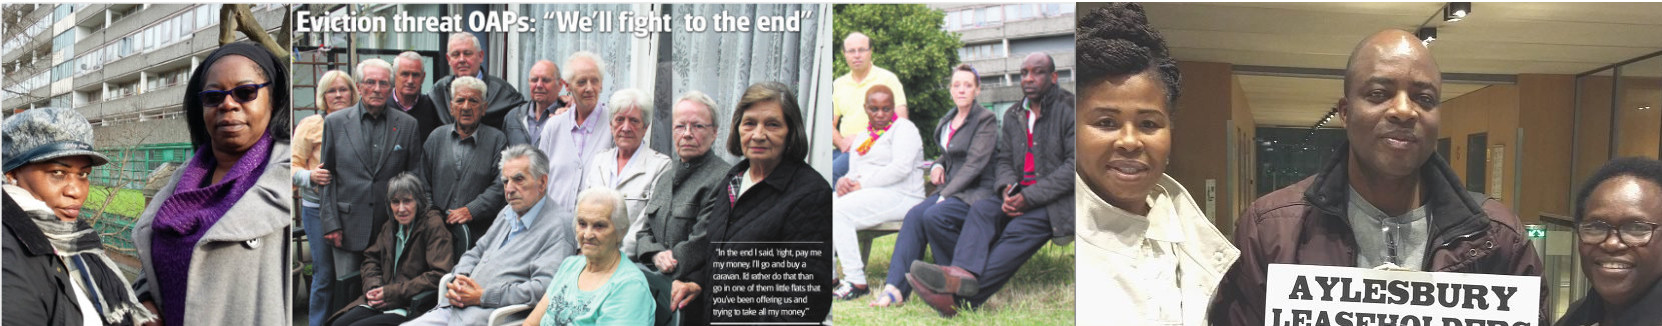 Eviction threat OAPs: “We’ll fight to the end”
“In the end I said, ‘right, pay me
my money. I’ll go and buy a
caravan. I’d rather do that than
go in one of them little flats that
you’ve been offering us and
trying to take all my money.’”
AYLESBURY
LEASEHOLDERS